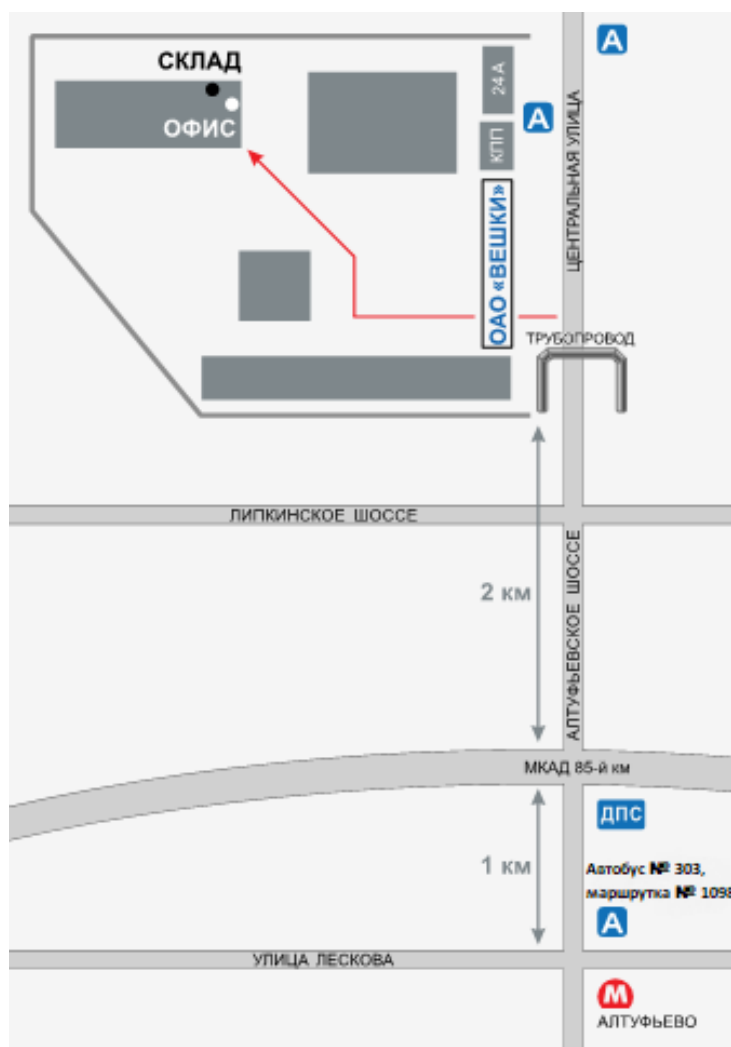 А
СКЛАД
ОФИС
24А
А
КПП
ОАО «ВЕШКИ»
ЦЕНТРАЛЬНАЯ УЛИЦА
ТРУБОПРОВОД
ЛИПКИНСКОЕ ШОССЕ
2 км
АЛТУФЬЕВСКОЕ ШОССЕ
МКАД 85-й км
ДПС
1 км
Автобус № 303,
маршрутка № 1098
А
УЛИЦА ЛЕСКОВА
М
АЛТУФЬЕВО